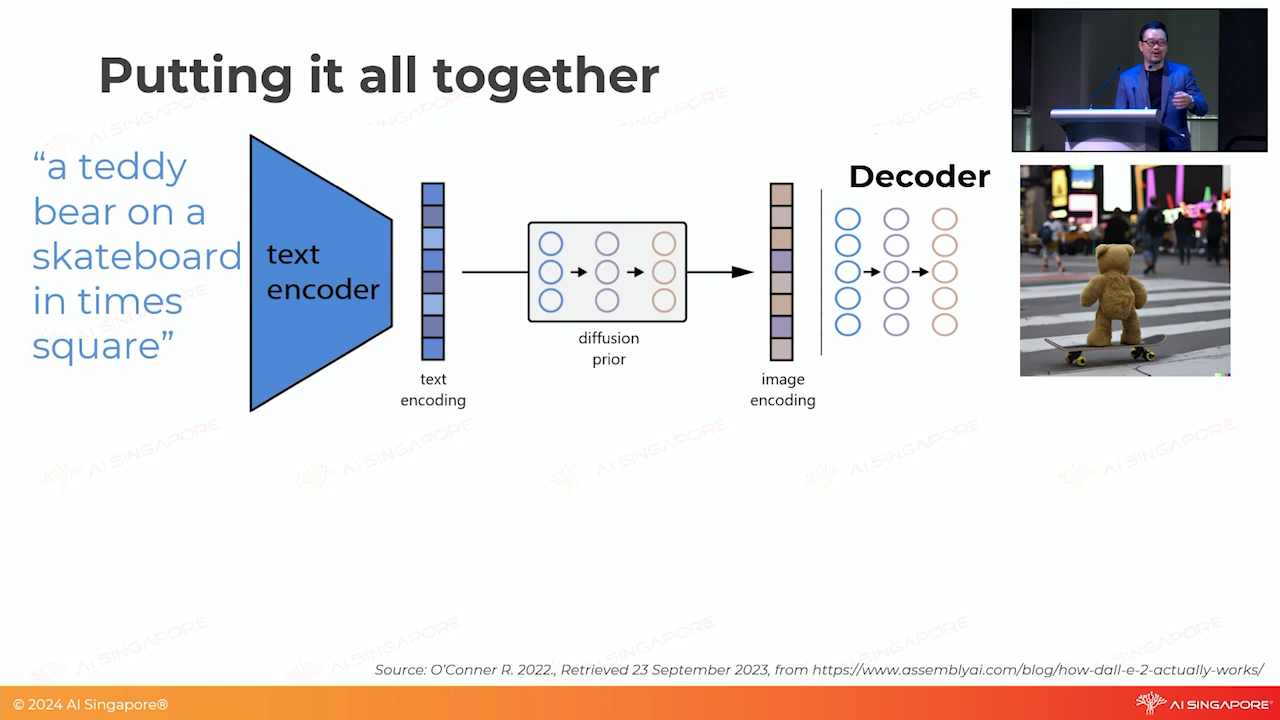 Putting it all together
“a teddy
bear on a
skateboard
in times
square”
text
encoder
text
encoding
diffusion
prior
image
encoding
Decoder
Source: O’Conner R. 2022., Retrieved 23 September 2023, from https://www.assemblyai.com/blog/how-dall-e-2-actually-works/
© 2024 AI Singapore®
AI SINGAPORE